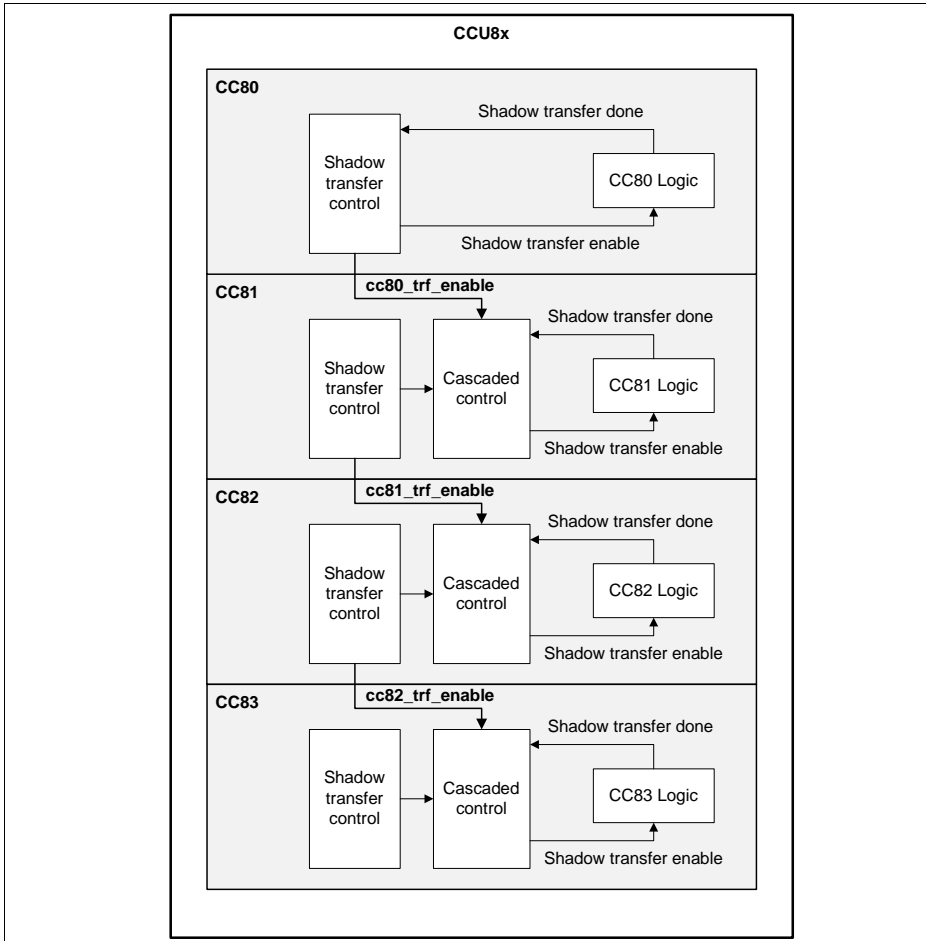 CCU8x
CC80
Shadow transfer done
Shadow
transfer
control
CC80 Logic
Shadow transfer enable
cc80_trf_enable
CC81
Shadow transfer done
Shadow
transfer
control
Cascaded
control
CC81 Logic
Shadow transfer enable
cc81_trf_enable
CC82
Shadow transfer done
Shadow
transfer
control
Cascaded
control
CC82 Logic
Shadow transfer enable
cc82_trf_enable
CC83
Shadow transfer done
Shadow
transfer
control
Cascaded
control
CC83 Logic
Shadow transfer enable